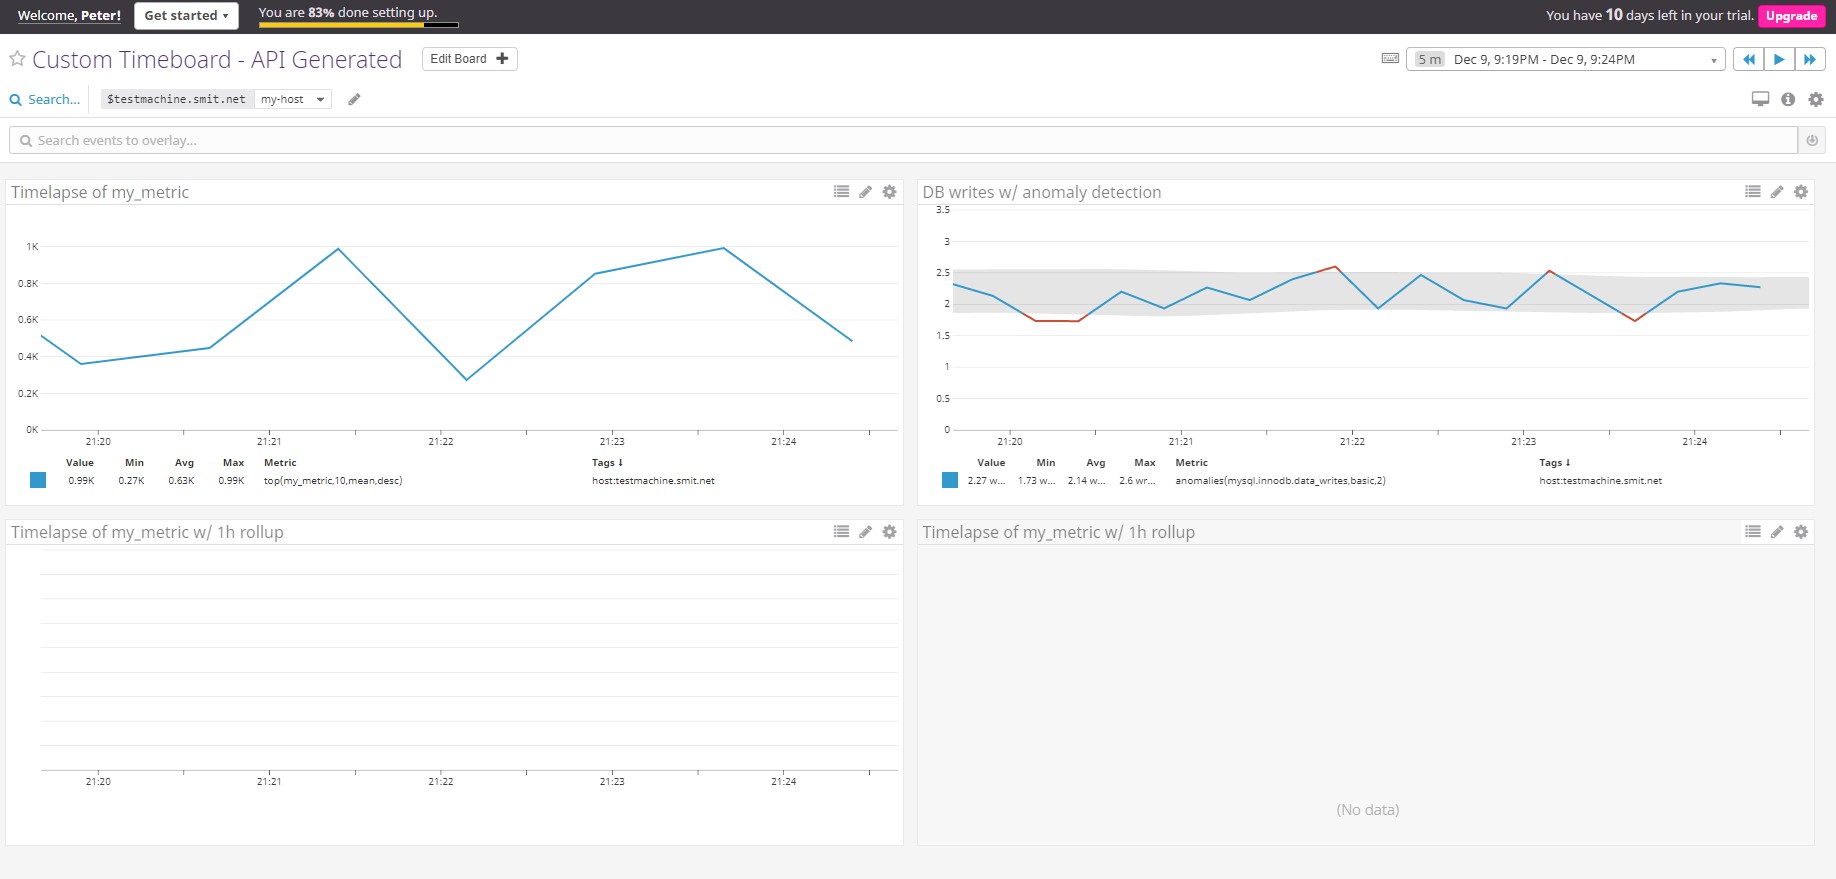 Welcome, Peter! Get started ▾ You are 83% done setting up. You have 10 days left in your trial. Upgrade
Custom Timeboard - API Generated Edit Board + 5 m Dec 9, 9:19PM - Dec 9, 9:24PM
Search... $testmachine.smit.net my-host
Search events to overlay...
Timelapse of my_metric
1K
0.8K
0.6K
0.4K
0.2K
0K
21:20 21:21 21:22 21:23 21:24
Value Min Avg Max Metric Tags ↓
0.99K 0.27K 0.63K 0.99K top(my_metric,10,mean,desc) host:testmachine.smit.net
DB writes w/ anomaly detection
3.5
3
2.5
2
1.5
1
0.5
0
21:20 21:21 21:22 21:23 21:24
Value Min Avg Max Metric Tags ↓
2.27 w... 1.73 w... 2.14 w... 2.6 wr... anomalies(mysql.innodb.data_writes,basic,2) host:testmachine.smit.net
Timelapse of my_metric w/ 1h rollup
21:20 21:21 21:22 21:23 21:24
Timelapse of my_metric w/ 1h rollup
(No data)